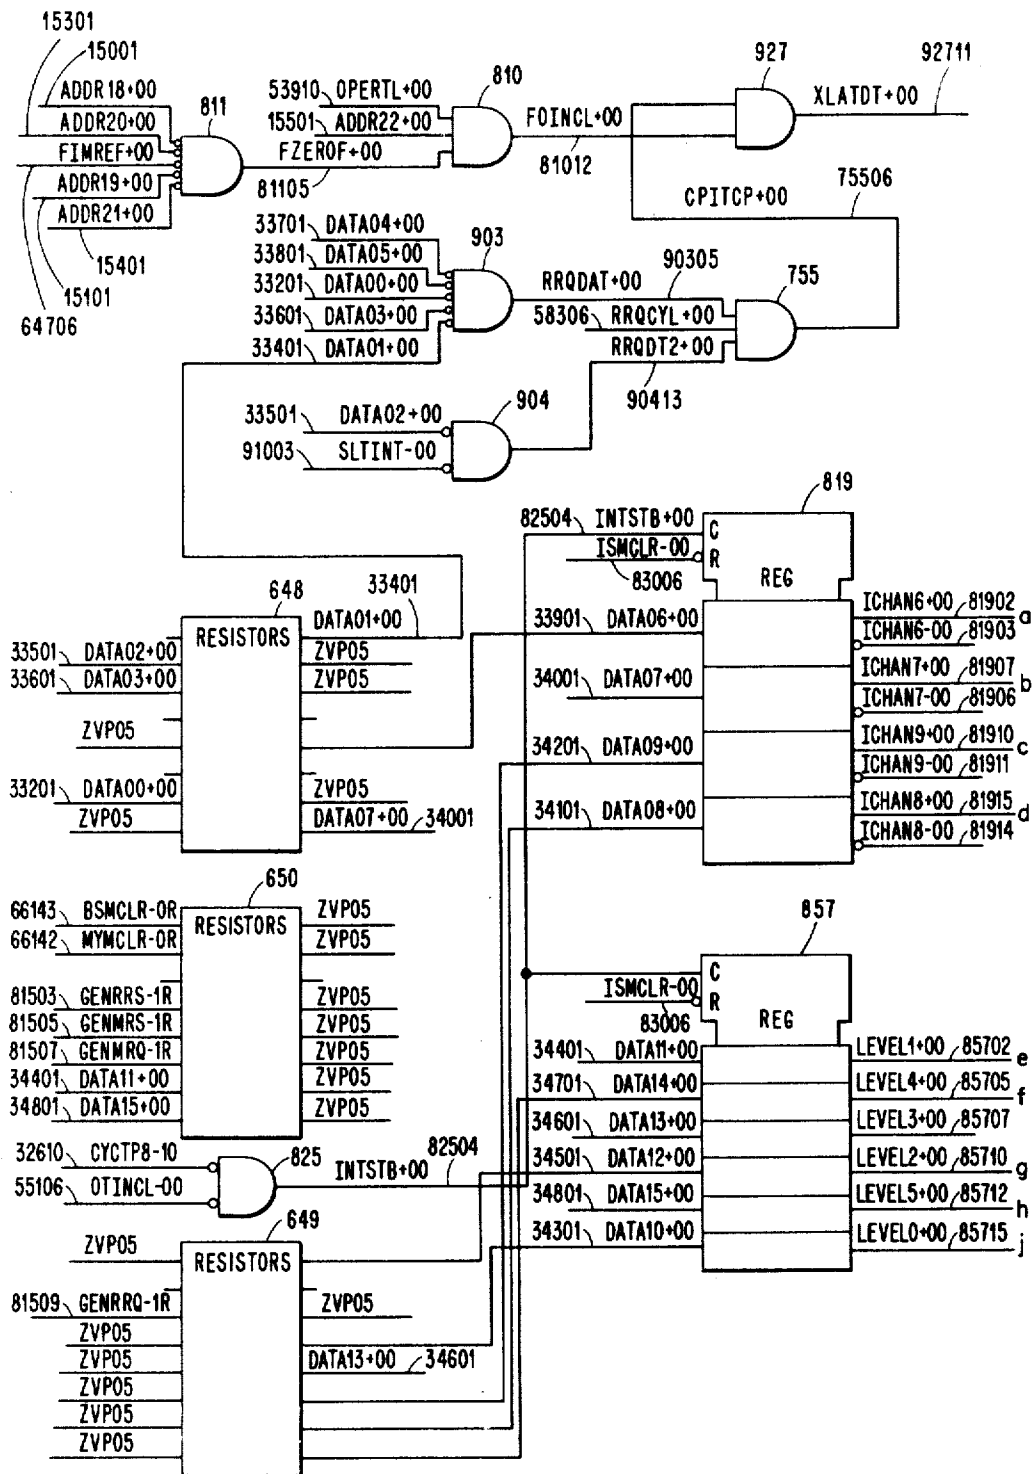 15301
15001
ADDR18+00
811
ADDR20+00
FIMREF+00
ADDR19+00
ADDR21+00
15401
15101
64706
53910 OPERTL+00
810
15501 ADDR22+00
FZEROF+00
81105
FOINCL+00
81012
927
92711
XLATDT+00
CPITCP+00
75506
33701 DATA04+00
903
33801 DATA05+00
33201 DATA00+00
33601 DATA03+00
33401 DATA01+00
RRQDAT+00
90305
755
58306 RRQCYL+00
RRQDT2+00
90413
33501 DATA02+00
904
91003 SLTINT-00
819
82504 INTSTB+00
C
ISMCLR-00
R
83006
REG
33901 DATA06+00
ICHAN6+00 81902 a
ICHAN6-00 81903
34001 DATA07+00
ICHAN7+00 81907 b
ICHAN7-00 81906
34201 DATA09+00
ICHAN9+00 81910 c
ICHAN9-00 81911
34101 DATA08+00
ICHAN8+00 81915 d
ICHAN8-00 81914
648
33401
RESISTORS
DATA01+00
33501 DATA02+00
ZVP05
33601 DATA03+00
ZVP05
ZVP05
33201 DATA00+00
ZVP05
ZVP05
DATA07+00 34001
650
66143 BSMCLR-0R
RESISTORS
ZVP05
66142 MYMCLR-0R
ZVP05
81503 GENRRS-1R
ZVP05
81505 GENMRS-1R
ZVP05
81507 GENMRQ-1R
ZVP05
34401 DATA11+00
ZVP05
34801 DATA15+00
ZVP05
857
C
ISMCLR-00
R
83006
REG
34401 DATA11+00
LEVEL1+00 85702 e
34701 DATA14+00
LEVEL4+00 85705 f
34601 DATA13+00
LEVEL3+00 85707
34501 DATA12+00
LEVEL2+00 85710 g
34801 DATA15+00
LEVEL5+00 85712 h
34301 DATA10+00
LEVEL0+00 85715 j
32610 CYCTP8-10
825
INTSTB+00
82504
55106 OTINCL-00
649
ZVP05
RESISTORS
81509 GENRRQ-1R
ZVP05
ZVP05
ZVP05
DATA13+00 34601
ZVP05
ZVP05
ZVP05